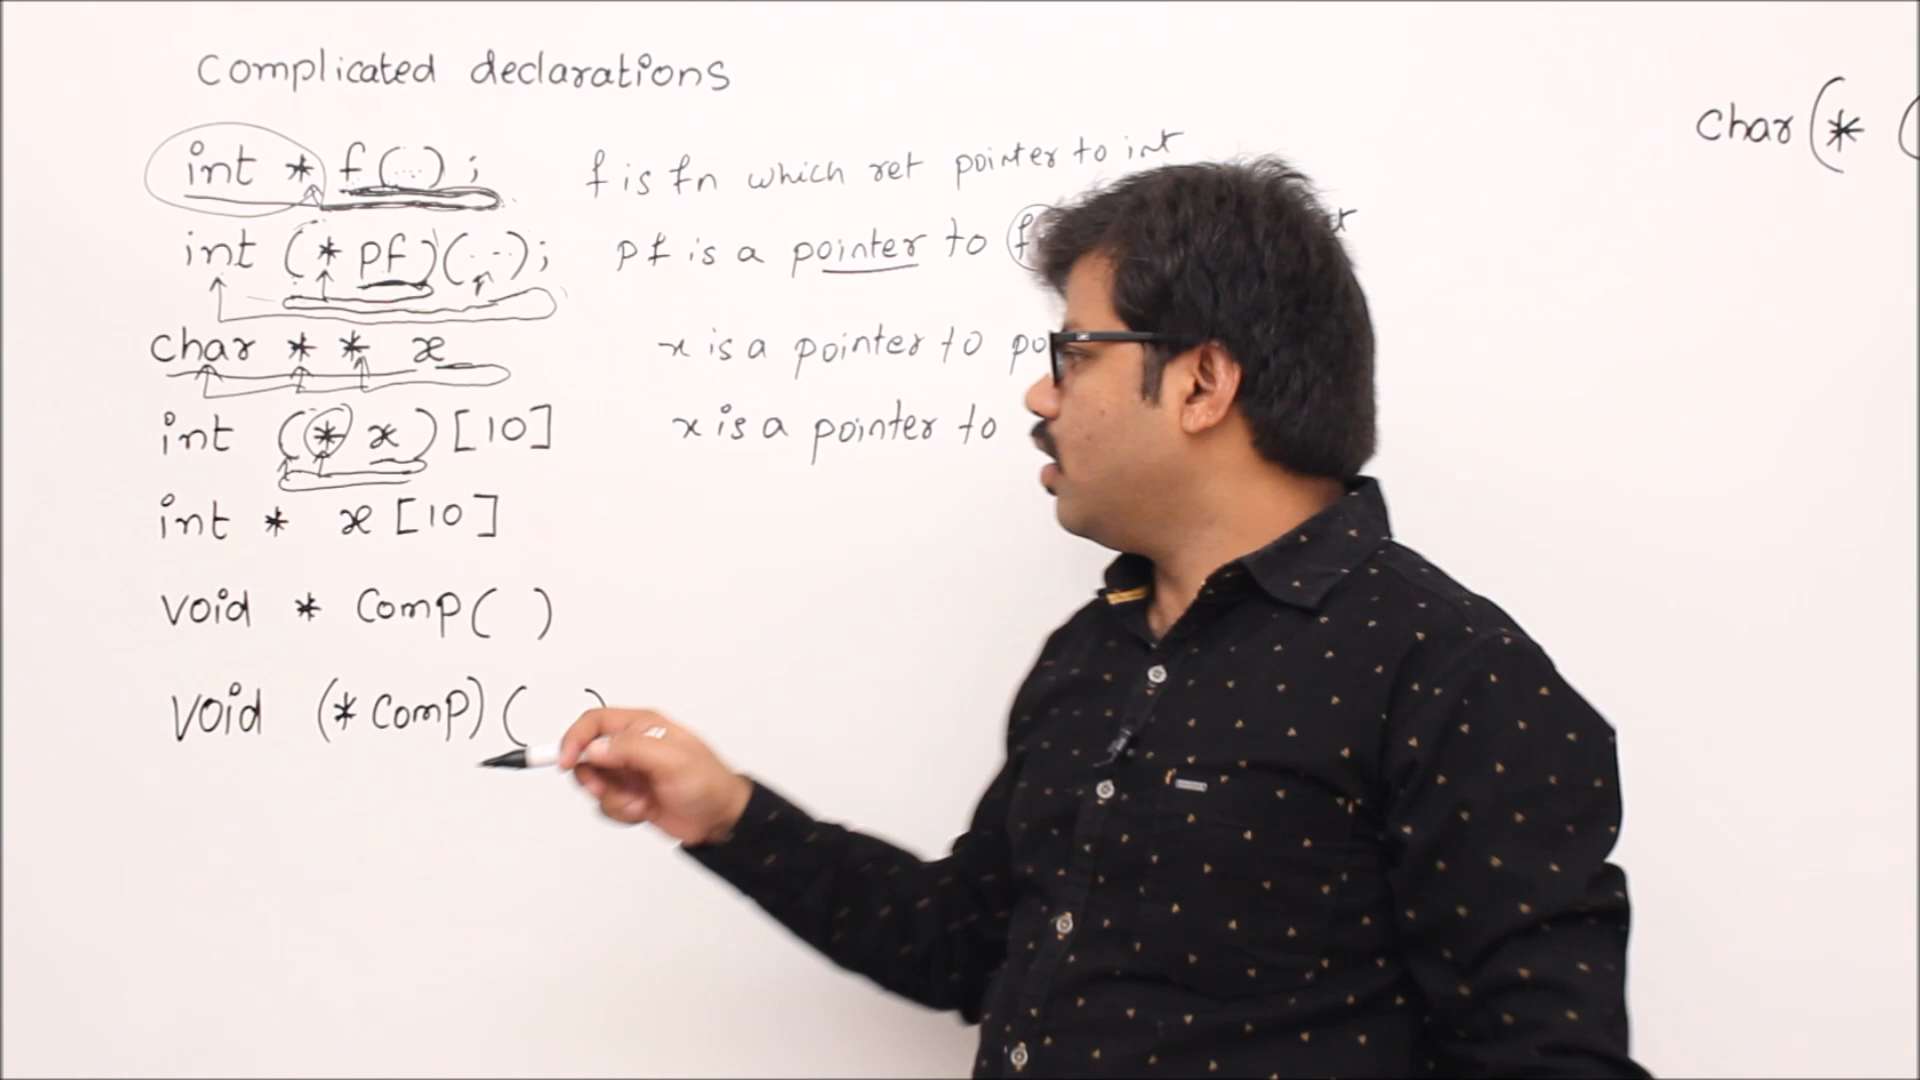 Complicated declarations
int * f(...); f is fn which ret pointer to int
int (* pf)(...); pf is a pointer to
char * * x x is a pointer to
int (* x)[10] x is a pointer to
int * x[10]
void * comp( )
void (* comp)( )
char (* (